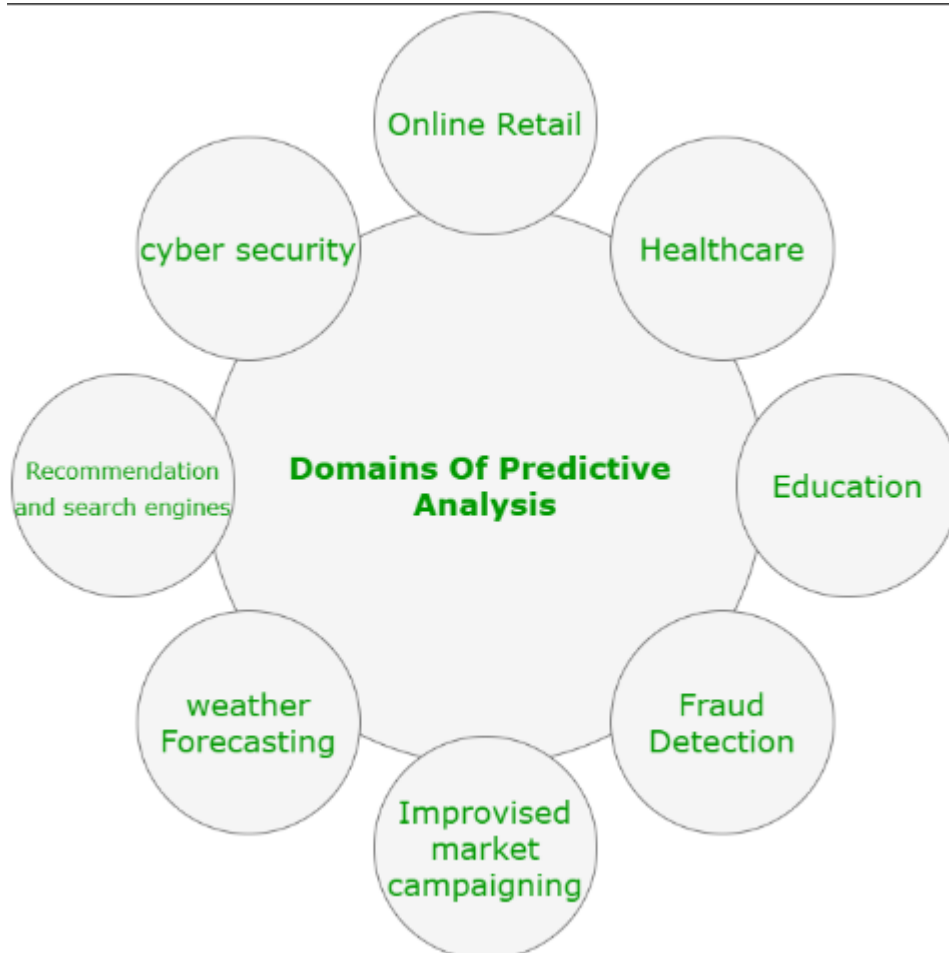 Online Retail
cyber security
Healthcare
Recommendation
and search engines
Domains Of Predictive
Analysis
Education
weather
Forecasting
Fraud
Detection
Improvised
market
campaigning